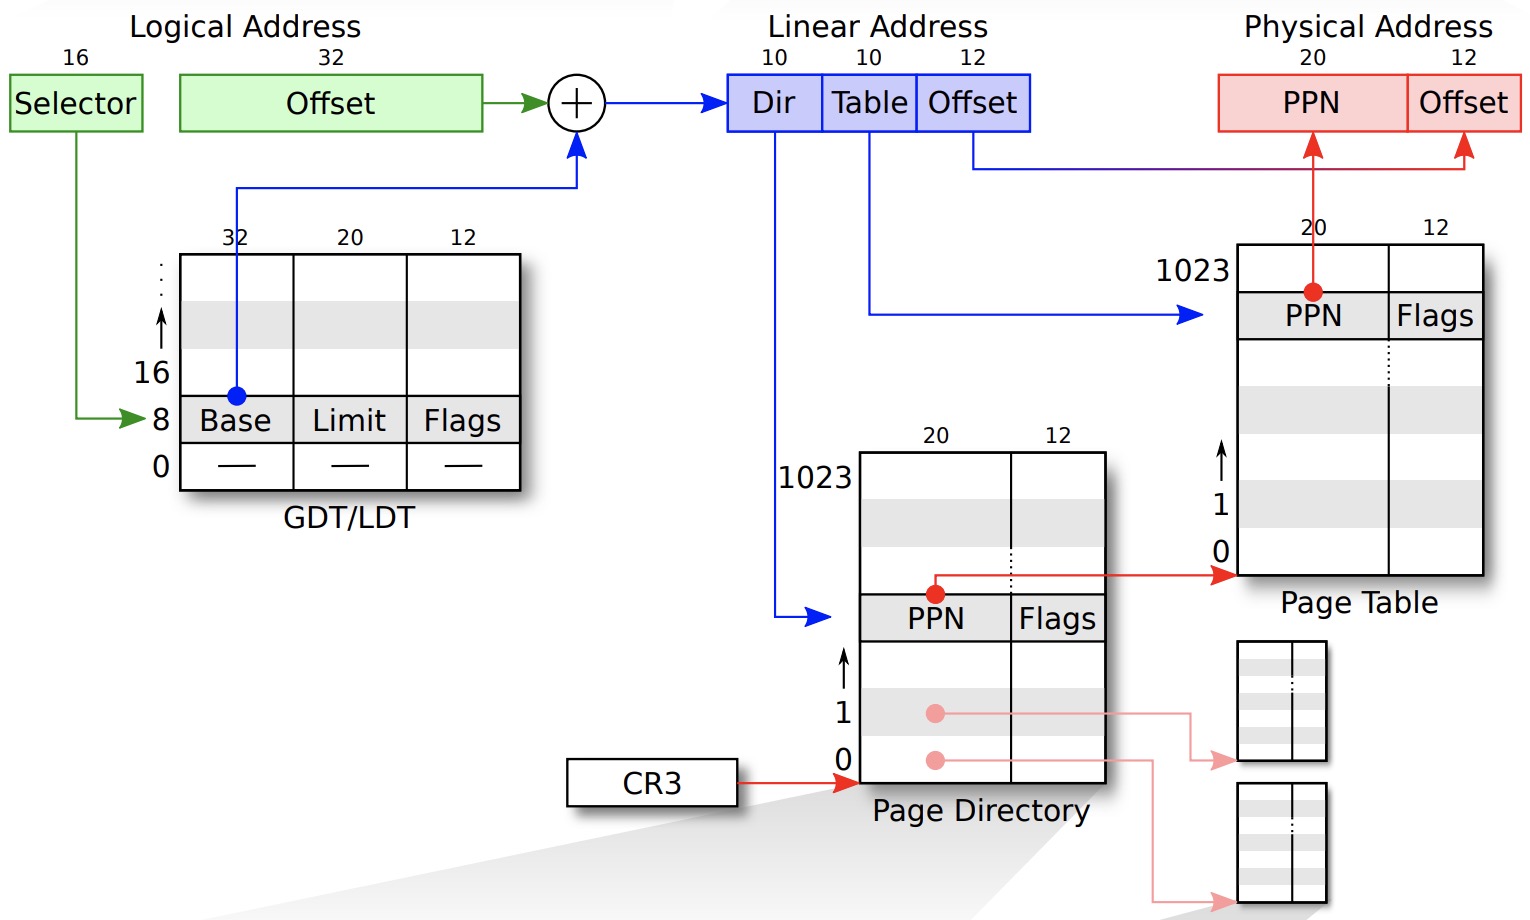 Logical Address
Linear Address
Physical Address
16
32
10
10
12
20
12
Selector
Offset
Dir
Table
Offset
PPN
Offset
32
20
12
16
8
Base
Limit
Flags
0
GDT/LDT
20
12
1023
PPN
Flags
1
0
Page Table
20
12
1023
PPN
Flags
1
0
Page Directory
CR3